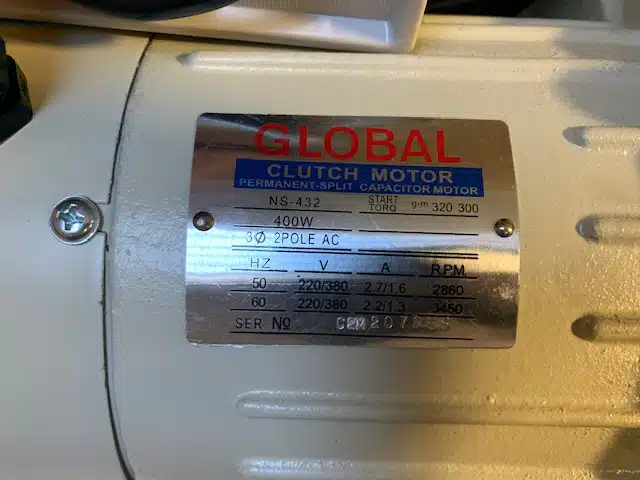 GLOBAL
CLUTCH MOTOR
PERMANENT-SPLIT CAPACITOR MOTOR
NS-432 START TORQ g-m 320 300
400W
3Ø 2POLE AC
HZ V A R.P.M
50 220/380 2.7/1.6 2860
60 220/380 2.2/1.3 3450
SER No